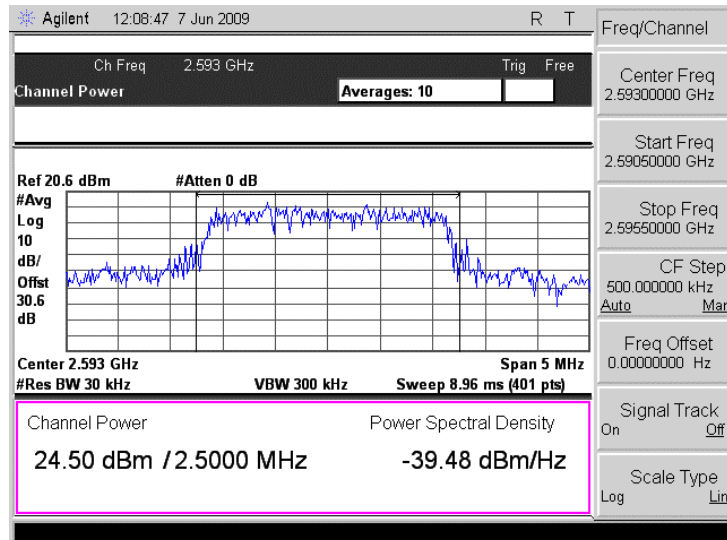 Agilent 12:08:47 7 Jun 2009 R T
Ch Freq 2.593 GHz Trig Free
Channel Power Averages: 10
Ref 20.6 dBm #Atten 0 dB
#Avg
Log
10
dB/
Offst
30.6
dB
Center 2.593 GHz Span 5 MHz
#Res BW 30 kHz VBW 300 kHz Sweep 8.96 ms (401 pts)
Channel Power Power Spectral Density
24.50 dBm / 2.5000 MHz -39.48 dBm/Hz
Freq/Channel
Center Freq
2.59300000 GHz
Start Freq
2.59050000 GHz
Stop Freq
2.59550000 GHz
CF Step
500.000000 kHz
Auto Man
Freq Offset
0.00000000 Hz
Signal Track
On Off
Scale Type
Log Lin